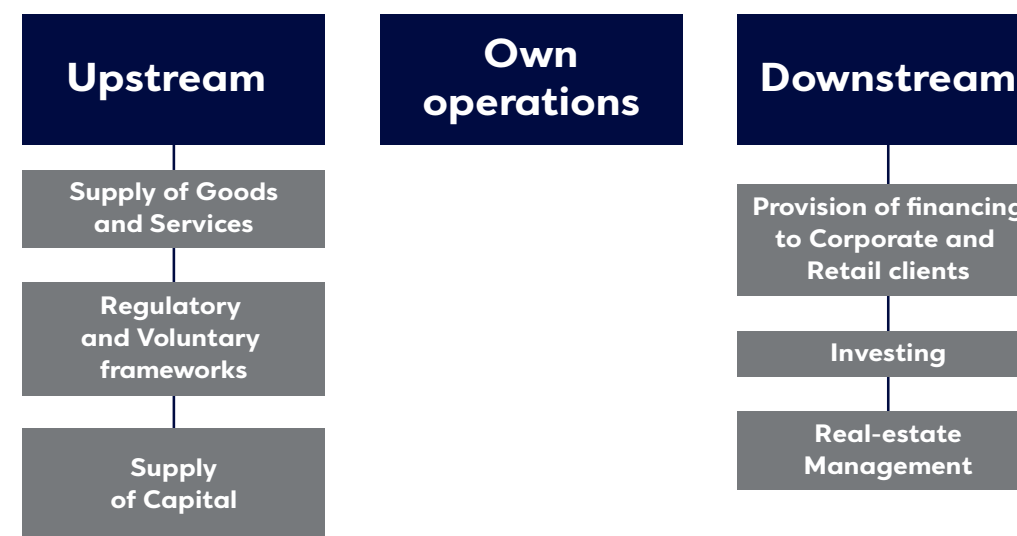 Upstream
Supply of Goods
and Services
Regulatory
and Voluntary
frameworks
Supply
of Capital
Own
operations
Downstream
Provision of financing
to Corporate and
Retail clients
Investing
Real-estate
Management